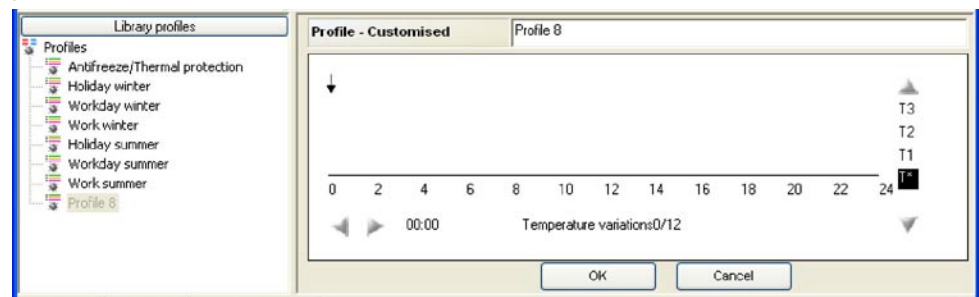 Library profiles
Profiles
Antifreeze/Thermal protection
Holiday winter
Workday winter
Work winter
Holiday summer
Workday summer
Work summer
Profile 8
Profile - Customised
Profile 8
T3
T2
T1
T*
0 2 4 6 8 10 12 14 16 18 20 22 24
00:00 Temperature variations0/12
OK Cancel